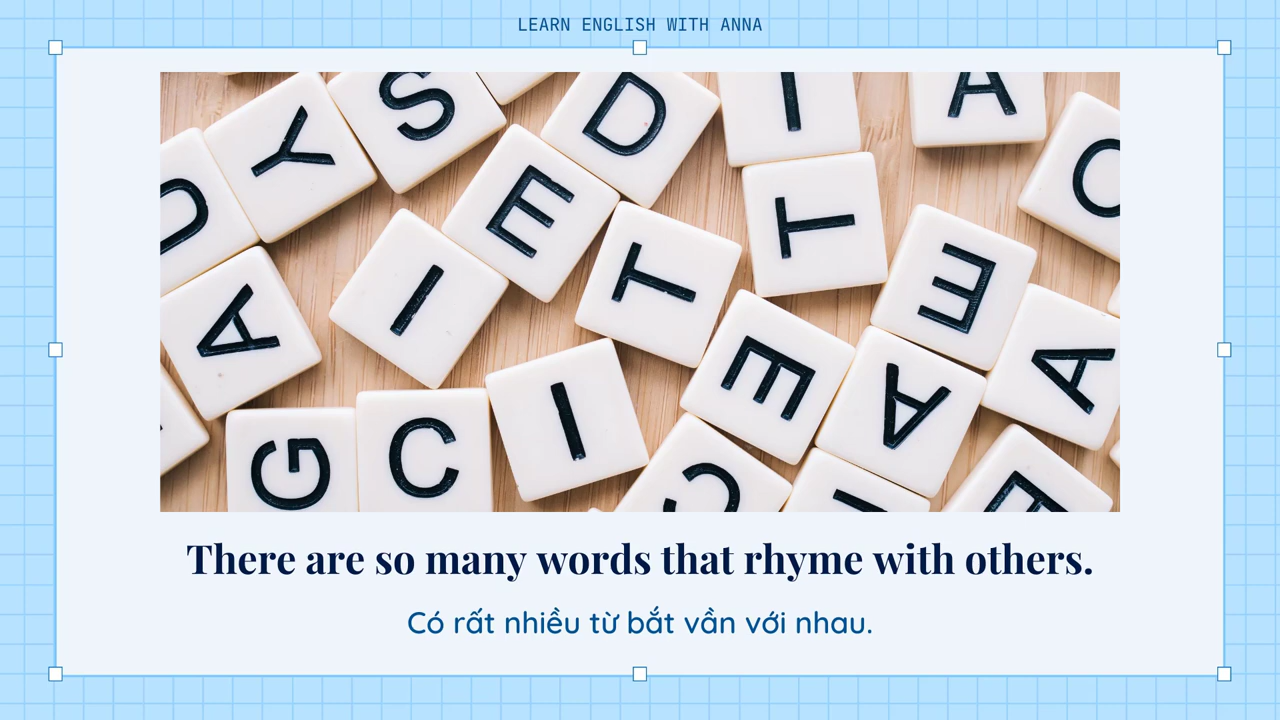 LEARN ENGLISH WITH ANNA
S D I A
Y E T C
A I T E
G C I E A A
There are so many words that rhyme with others.
Có rất nhiều từ bắt vần với nhau.